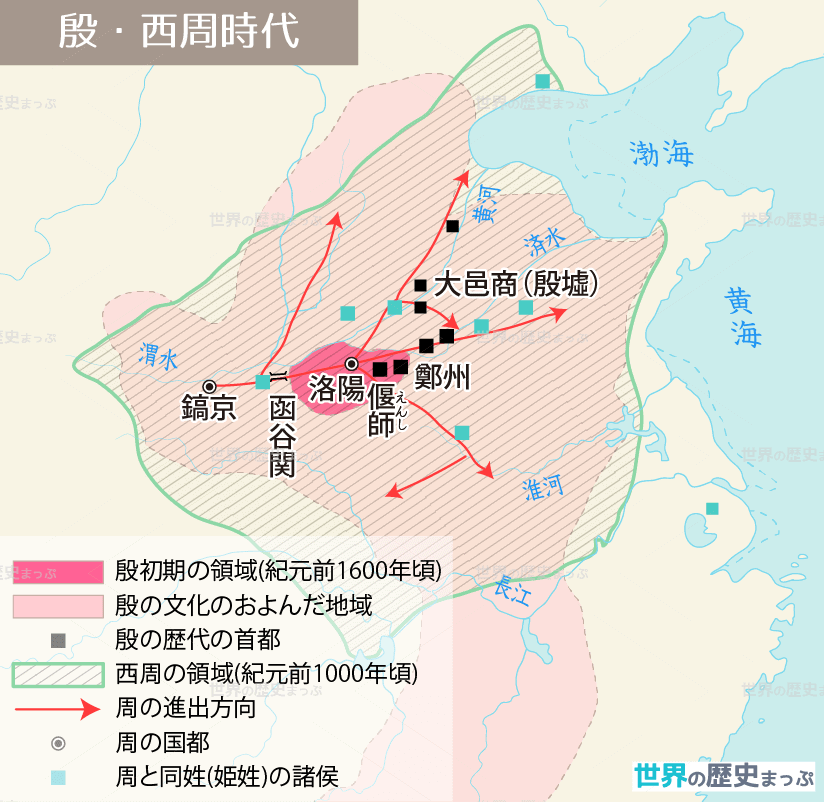 殷・西周時代
渤海
黄河
済水
大邑商(殷墟)
黄海
渭水
鎬京
函谷関
洛陽
偃師
えんし
鄭州
淮河
長江
殷初期の領域(紀元前1600年頃)
殷の文化のおよんだ地域
殷の歴代の首都
西周の領域(紀元前1000年頃)
周の進出方向
周の国都
周と同姓(姫姓)の諸侯
世界の歴史まっぷ